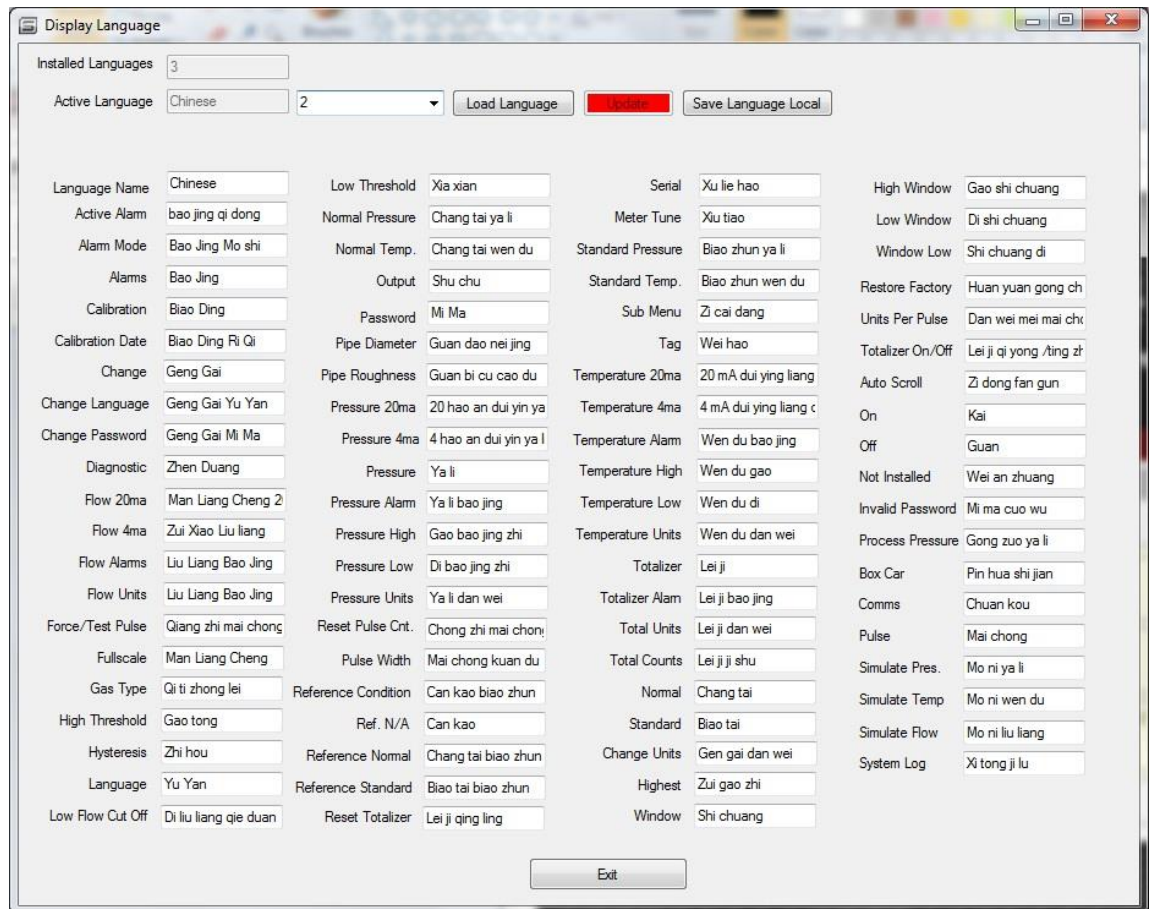 Display Language
Installed Languages 3
Active Language Chinese 2 Load Language Update Save Language Local
Language Name Chinese
Active Alarm bao jing qi dong
Alarm Mode Bao Jing Mo shi
Alarms Bao Jing
Calibration Biao Ding
Calibration Date Biao Ding Ri Qi
Change Geng Gai
Change Language Geng Gai Yu Yan
Change Password Geng Gai Mi Ma
Diagnostic Zhen Duang
Flow 20ma Man Liang Cheng 2
Flow 4ma Zui Xiao Liu liang
Flow Alarms Liu Liang Bao Jing
Flow Units Liu Liang Bao Jing
Force/Test Pulse Qiang zhi mai chong
Fullscale Man Liang Cheng
Gas Type Qi ti zhong lei
High Threshold Gao tong
Hysteresis Zhi hou
Language Yu Yan
Low Flow Cut Off Di liu liang qie duan
Low Threshold Xia xian
Normal Pressure Chang tai ya li
Normal Temp. Chang tai wen du
Output Shu chu
Password Mi Ma
Pipe Diameter Guan dao nei jing
Pipe Roughness Guan bi cu cao du
Pressure 20ma 20 hao an dui yin ya
Pressure 4ma 4 hao an dui yin ya l
Pressure Ya li
Pressure Alarm Ya li bao jing
Pressure High Gao bao jing zhi
Pressure Low Di bao jing zhi
Pressure Units Ya li dan wei
Reset Pulse Cnt. Chong zhi mai chong
Pulse Width Mai chong kuan du
Reference Condition Can kao biao zhun
Ref. N/A Can kao
Reference Normal Chang tai biao zhun
Reference Standard Biao tai biao zhun
Reset Totalizer Lei ji qing ling
Serial Xu lie hao
Meter Tune Xiu tiao
Standard Pressure Biao zhun ya li
Standard Temp. Biao zhun wen du
Sub Menu Zi cai dang
Tag Wei hao
Temperature 20ma 20 mA dui ying liang
Temperature 4ma 4 mA dui ying liang c
Temperature Alarm Wen du bao jing
Temperature High Wen du gao
Temperature Low Wen du di
Temperature Units Wen du dan wei
Totalizer Lei ji
Totalizer Alam Lei ji bao jing
Total Units Lei ji dan wei
Total Counts Lei ji ji shu
Normal Chang tai
Standard Biao tai
Change Units Gen gai dan wei
Highest Zui gao zhi
Window Shi chuang
High Window Gao shi chuang
Low Window Di shi chuang
Window Low Shi chuang di
Restore Factory Huan yuan gong ch
Units Per Pulse Dan wei mei mai cho
Totalizer On/Off Lei ji qi yong /ting zh
Auto Scroll Zi dong fan gun
On Kai
Off Guan
Not Installed Wei an zhuang
Invalid Password Mi ma cuo wu
Process Pressure Gong zuo ya li
Box Car Pin hua shi jian
Comms Chuan kou
Pulse Mai chong
Simulate Pres. Mo ni ya li
Simulate Temp Mo ni wen du
Simulate Flow Mo ni liu liang
System Log Xi tong ji lu
Exit